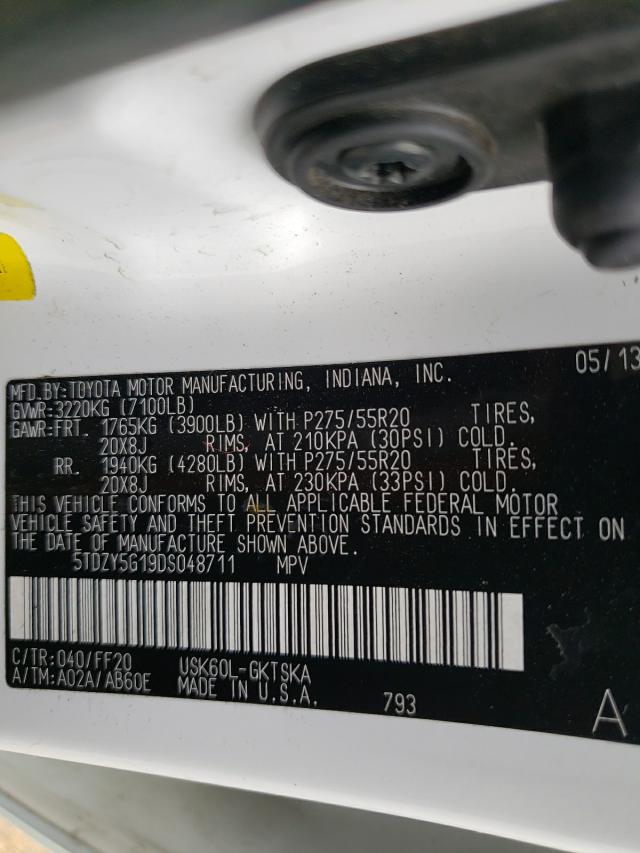 MFD.BY:TOYOTA MOTOR MANUFACTURING, INDIANA, INC. 05/13
GVWR:3220KG (7100LB)
GAWR:FRT. 1765KG (3900LB) WITH P275/55R20 TIRES,
20X8J RIMS, AT 210KPA (30PSI) COLD.
RR. 1940KG (4280LB) WITH P275/55R20 TIRES,
20X8J RIMS, AT 230KPA (33PSI) COLD.
THIS VEHICLE CONFORMS TO ALL APPLICABLE FEDERAL MOTOR
VEHICLE SAFETY AND THEFT PREVENTION STANDARDS IN EFFECT ON
THE DATE OF MANUFACTURE SHOWN ABOVE.
5TDZY5G19DS048711 MPV
C/TR:040/FF20 USK60L-GKTSKA
A/TM:A02A/AB60E MADE IN U.S.A. 793 A